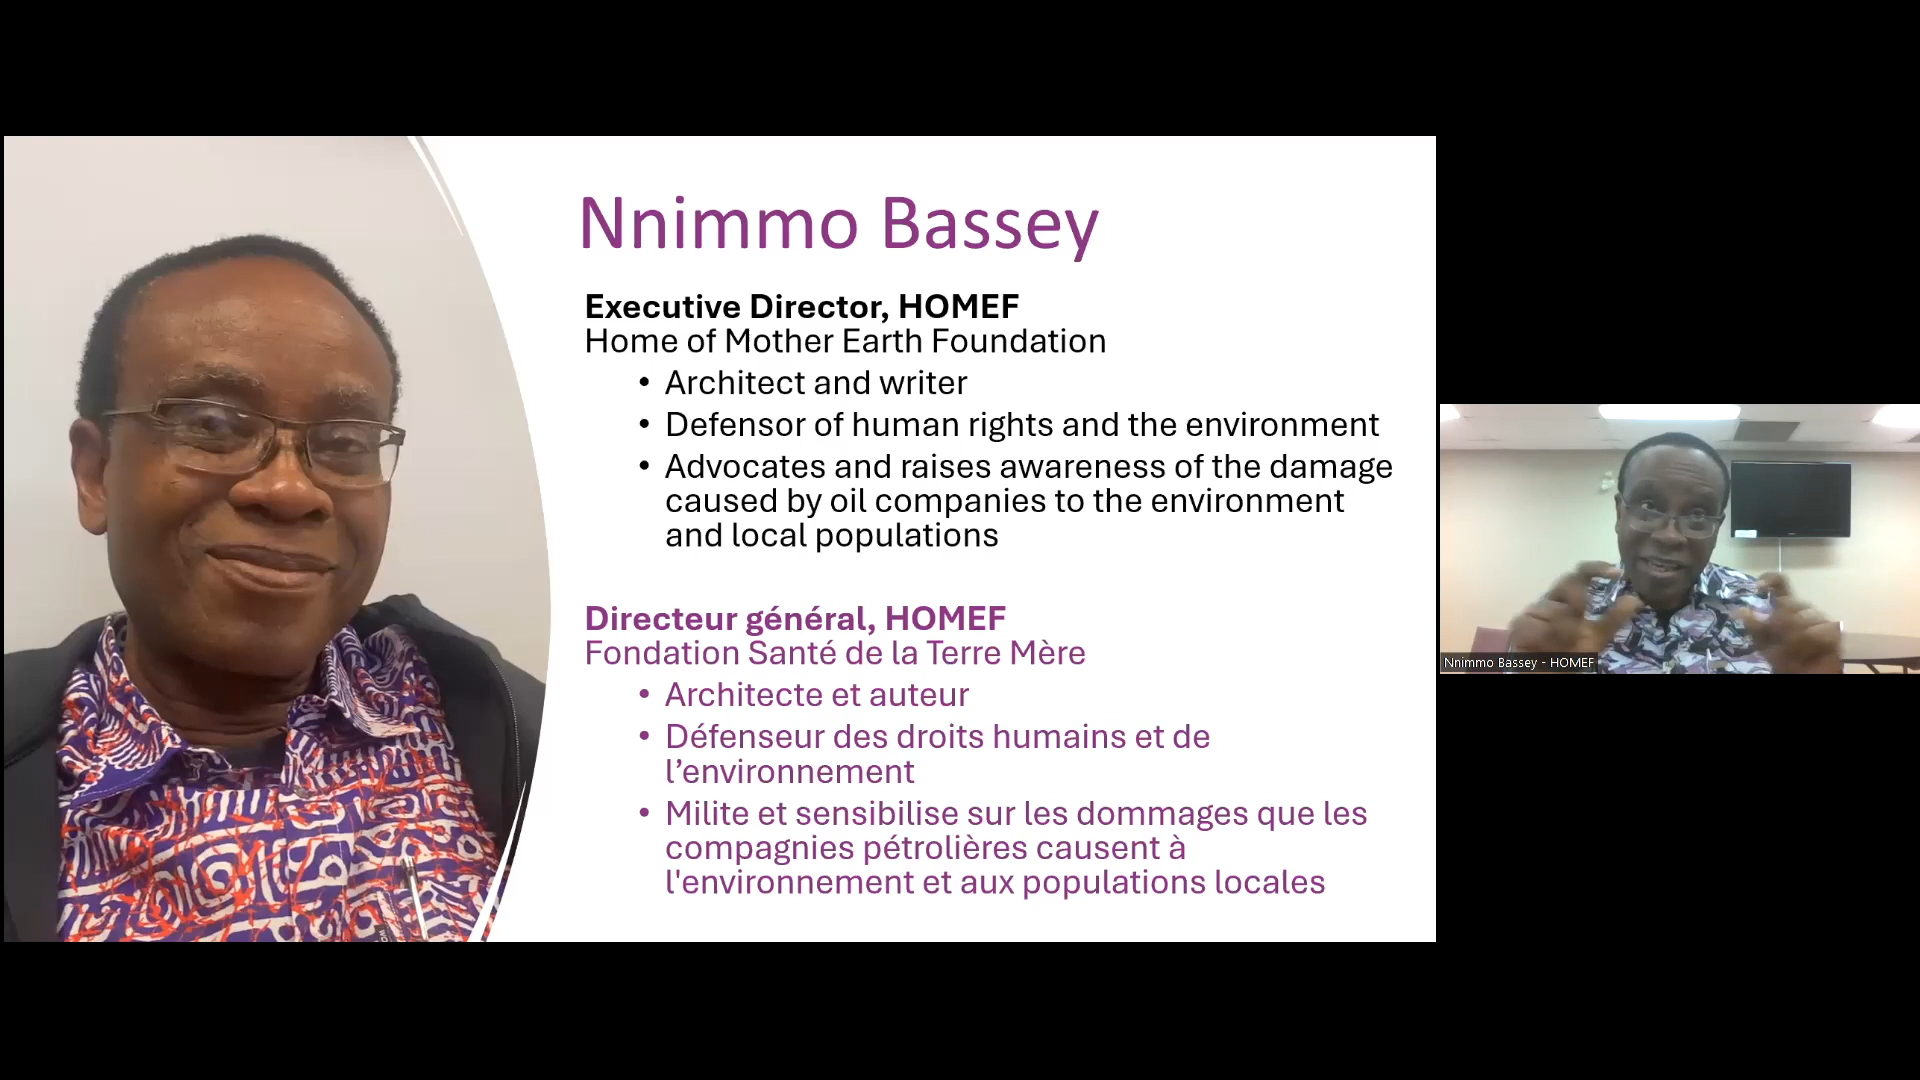 Nnimmo Bassey
Executive Director, HOMEF
Home of Mother Earth Foundation
• Architect and writer
• Defensor of human rights and the environment
• Advocates and raises awareness of the damage
caused by oil companies to the environment
and local populations
Directeur général, HOMEF
Fondation Santé de la Terre Mère
• Architecte et auteur
• Défenseur des droits humains et de
l’environnement
• Milite et sensibilise sur les dommages que les
compagnies pétrolières causent à
l'environnement et aux populations locales
Nnimmo Bassey - HOMEF